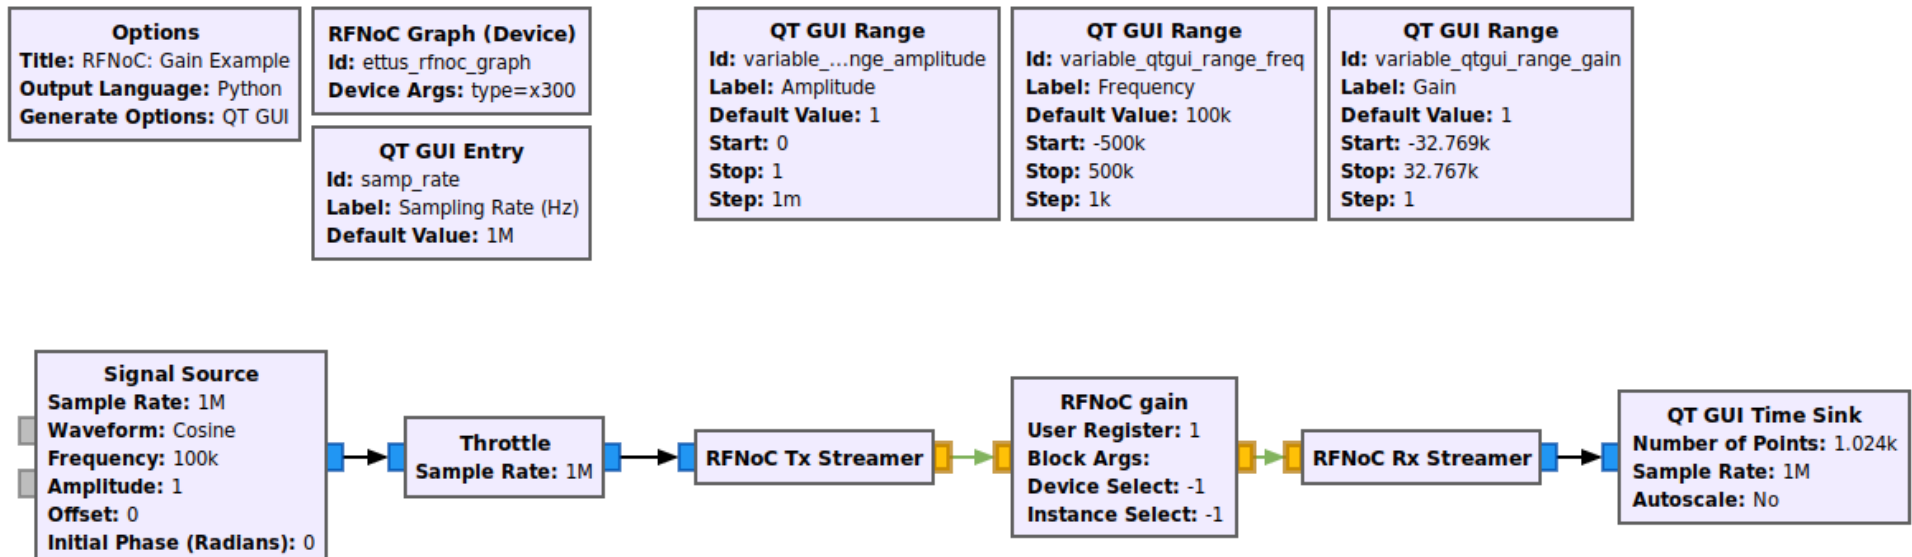 Options
Title: RFNoC: Gain Example
Output Language: Python
Generate Options: QT GUI
RFNoC Graph (Device)
Id: ettus_rfnoc_graph
Device Args: type=x300
QT GUI Entry
Id: samp_rate
Label: Sampling Rate (Hz)
Default Value: 1M
QT GUI Range
Id: variable_...nge_amplitude
Label: Amplitude
Default Value: 1
Start: 0
Stop: 1
Step: 1m
QT GUI Range
Id: variable_qtgui_range_freq
Label: Frequency
Default Value: 100k
Start: -500k
Stop: 500k
Step: 1k
QT GUI Range
Id: variable_qtgui_range_gain
Label: Gain
Default Value: 1
Start: -32.769k
Stop: 32.767k
Step: 1
Signal Source
Sample Rate: 1M
Waveform: Cosine
Frequency: 100k
Amplitude: 1
Offset: 0
Initial Phase (Radians): 0
Throttle
Sample Rate: 1M
RFNoC Tx Streamer
RFNoC gain
User Register: 1
Block Args:
Device Select: -1
Instance Select: -1
RFNoC Rx Streamer
QT GUI Time Sink
Number of Points: 1.024k
Sample Rate: 1M
Autoscale: No